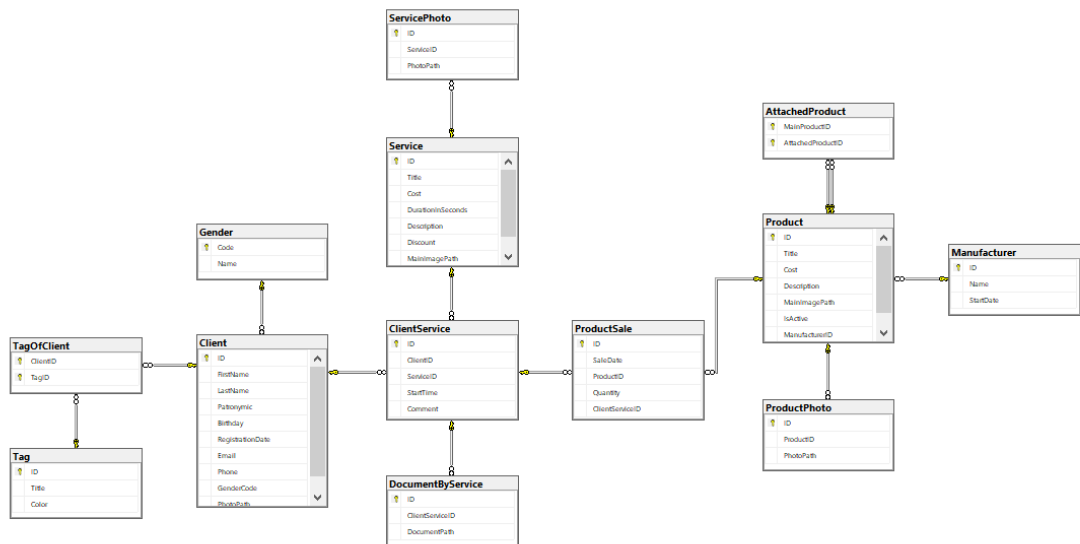 ServicePhoto
ID
ServiceID
PhotoPath
Service
ID
Title
Cost
DurationInSeconds
Description
Discount
MainImagePath
Gender
Code
Name
TagOfClient
ClientID
TagID
Tag
ID
Title
Color
Client
ID
FirstName
LastName
Patronymic
Birthday
RegistrationDate
Email
Phone
GenderCode
PhotoPath
ClientService
ID
ClientID
ServiceID
StartTime
Comment
DocumentByService
ID
ClientServiceID
DocumentPath
ProductSale
ID
SaleDate
ProductID
Quantity
ClientServiceID
AttachedProduct
MainProductID
AttachedProductID
Product
ID
Title
Cost
Description
MainImagePath
IsActive
ManufacturerID
Manufacturer
ID
Name
StartDate
ProductPhoto
ID
ProductID
PhotoPath